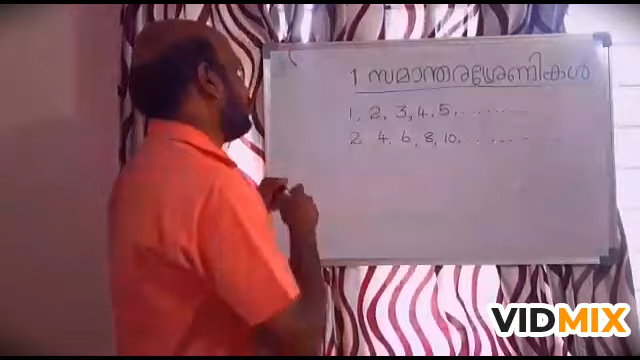 1 സമാന്തരശ്രേണികൾ
1, 2, 3, 4, 5, ........
2, 4, 6, 8, 10, ........
VIDMIX